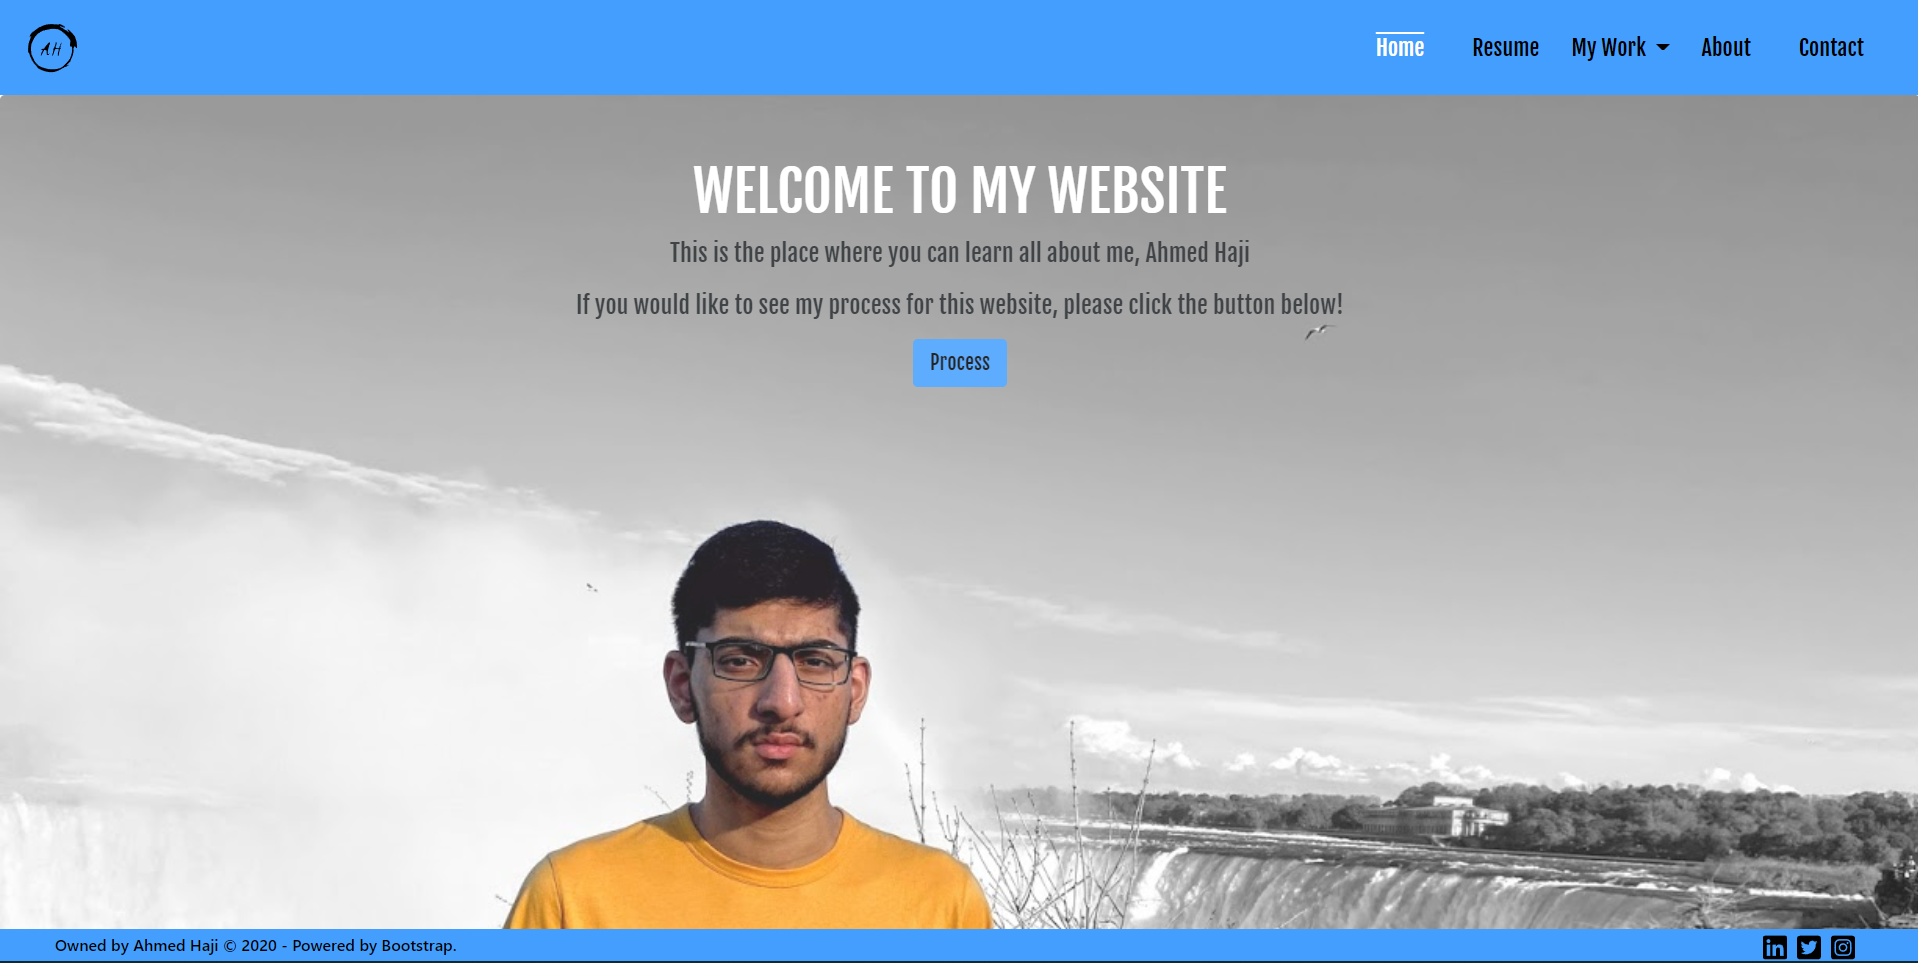 AH
Home Resume My Work About Contact
WELCOME TO MY WEBSITE
This is the place where you can learn all about me, Ahmed Haji
If you would like to see my process for this website, please click the button below!
Process
Owned by Ahmed Haji © 2020 - Powered by Bootstrap.
in